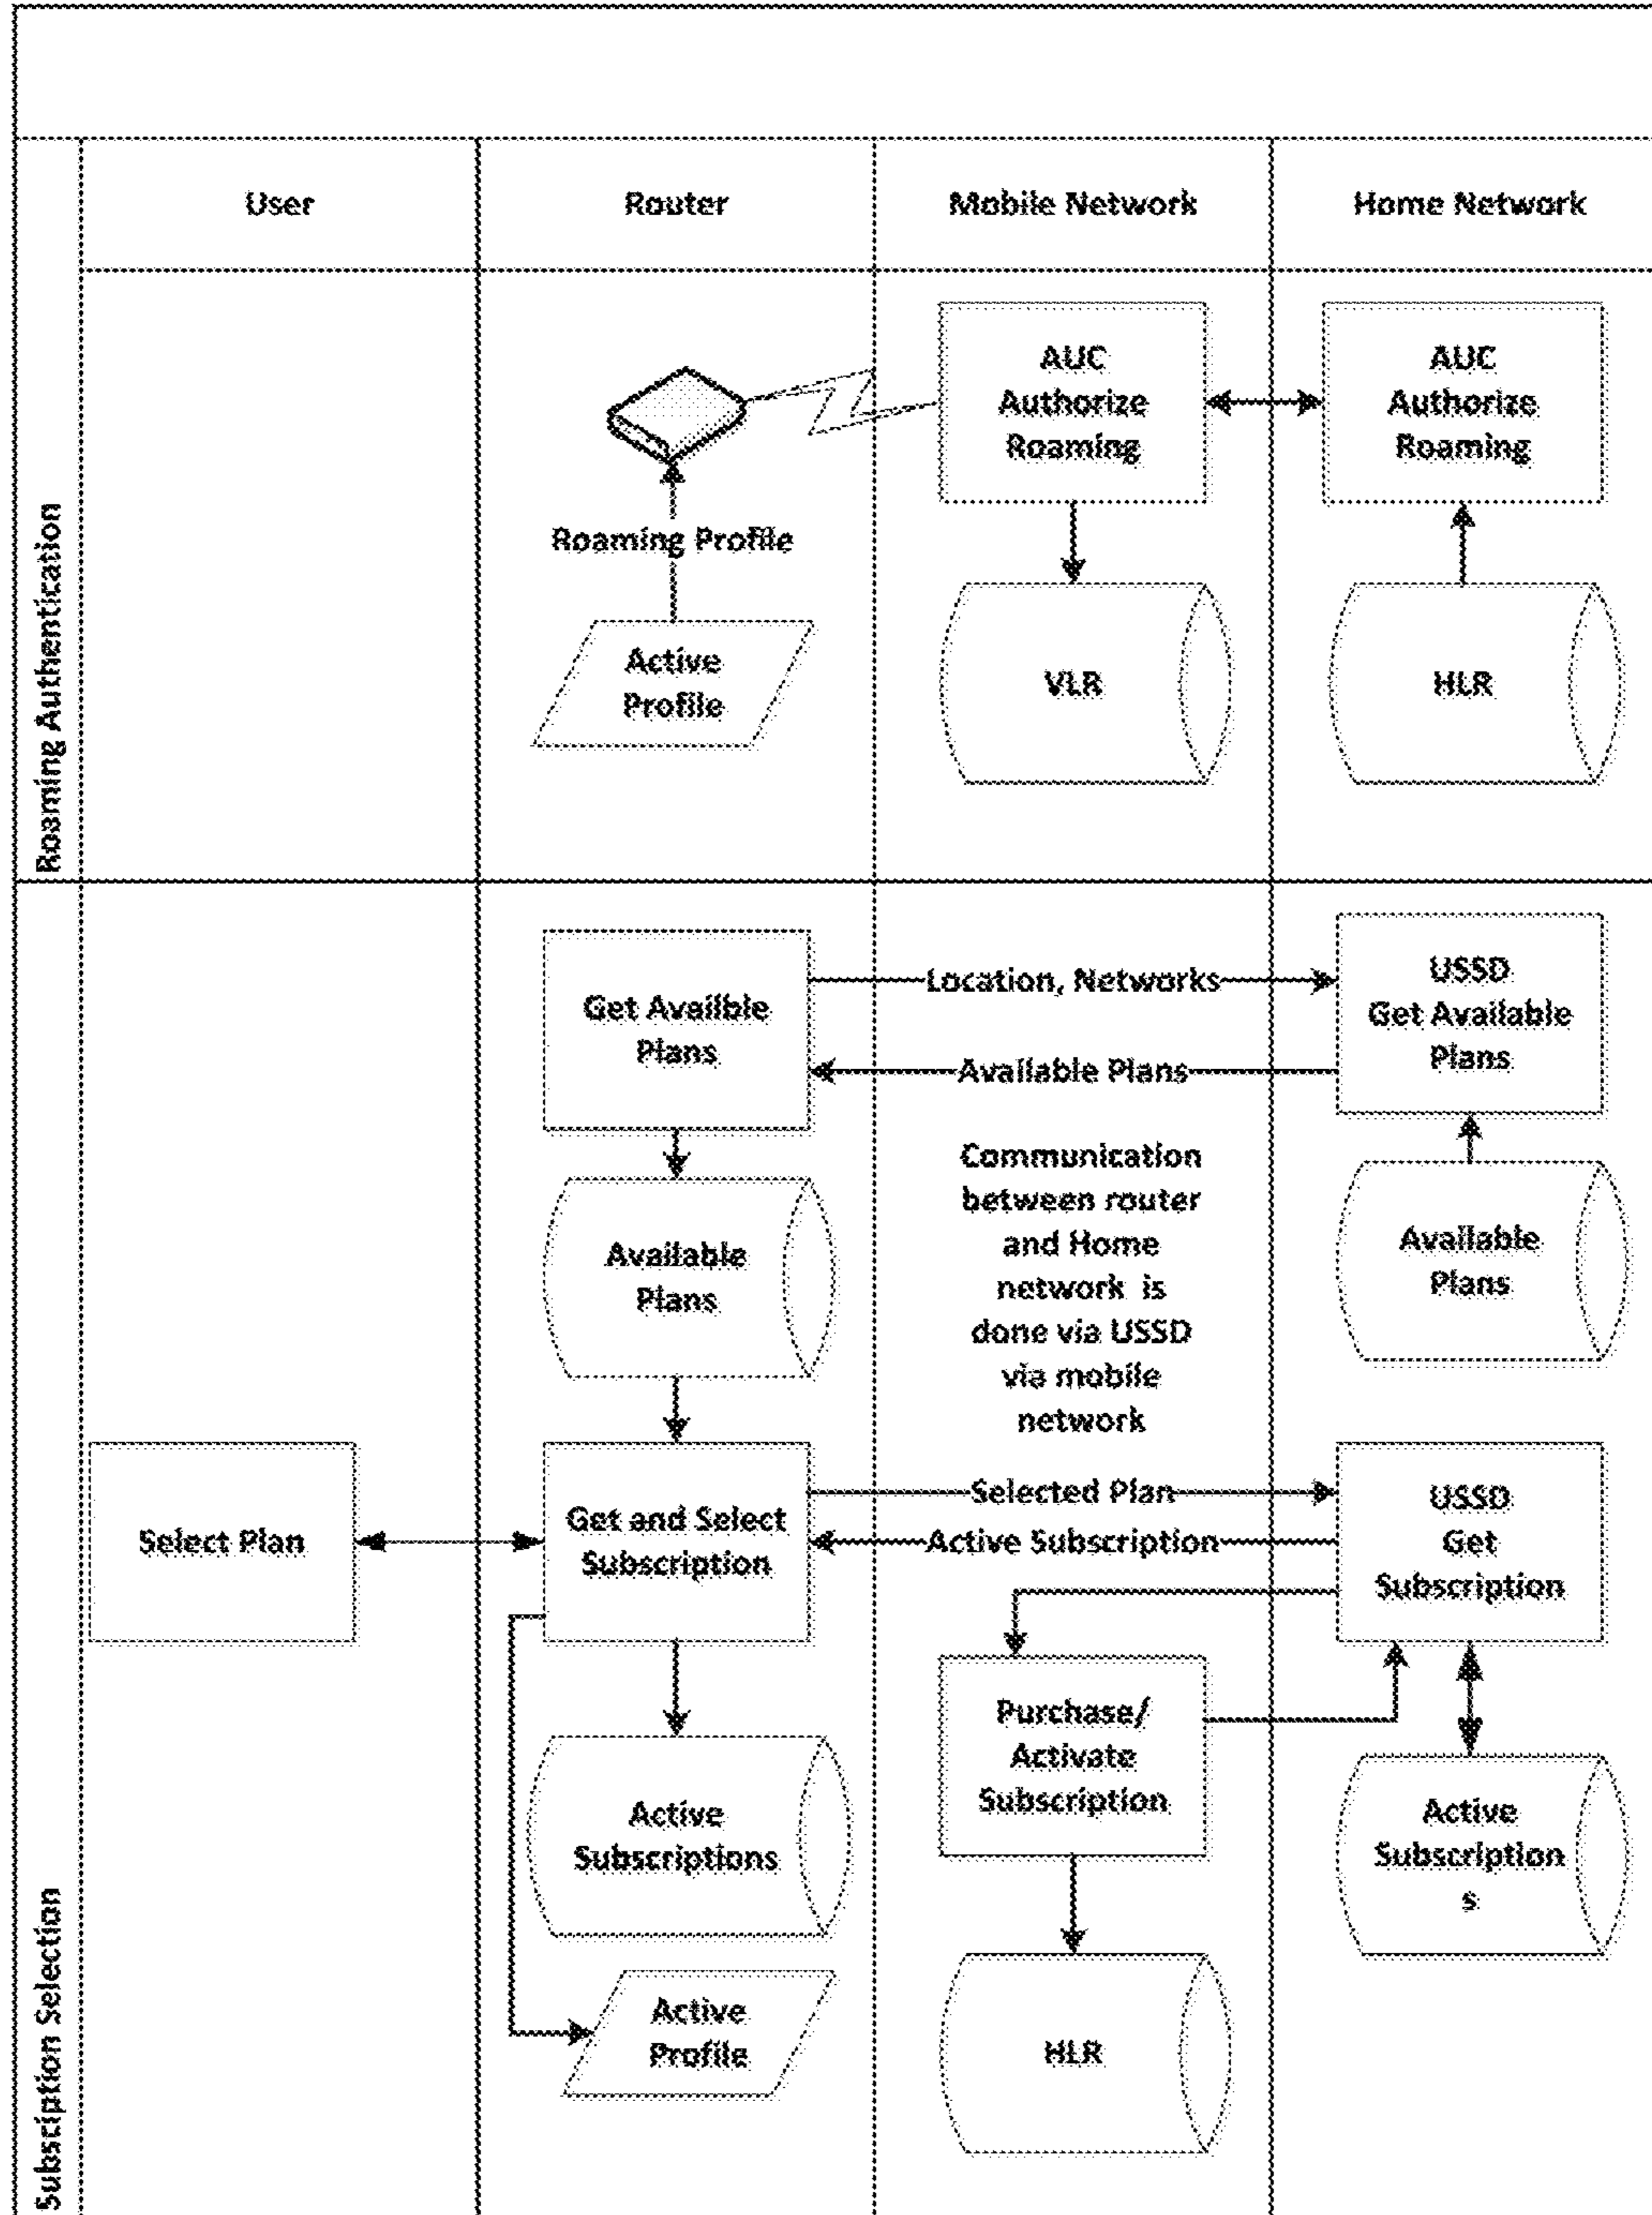 User
Router
Mobile Network
Home Network
Roaming Authentication
AUC
Authorize
Roaming
AUC
Authorize
Roaming
Roaming Profile
Active
Profile
VLR
HLR
Subsciption Selection
Get Availble
Plans
Location, Networks
Available Plans
USSD
Get Available
Plans
Available
Plans
Communication
between router
and Home
network is
done via USSD
via mobile
network
Available
Plans
Select Plan
Get and Select
Subscription
Selected Plan
Active Subscription
USSD
Get
Subscription
Purchase/
Activate
Subscription
Active
Subscriptions
Active
Subscription
s
Active
Profile
HLR